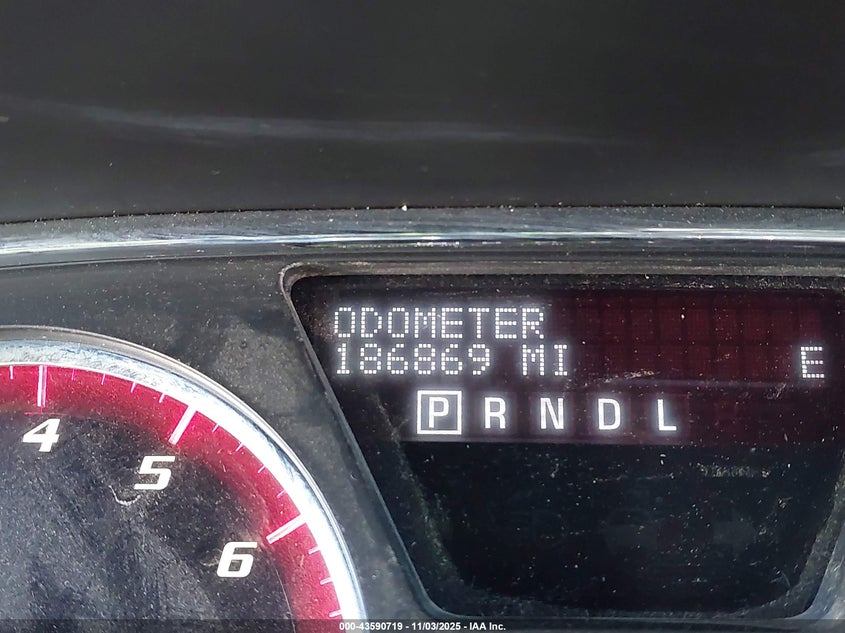 ODOMETER
186869 MI E
P R N D L
4
5
6
000-43590719 - 11/03/2025 - IAA Inc.